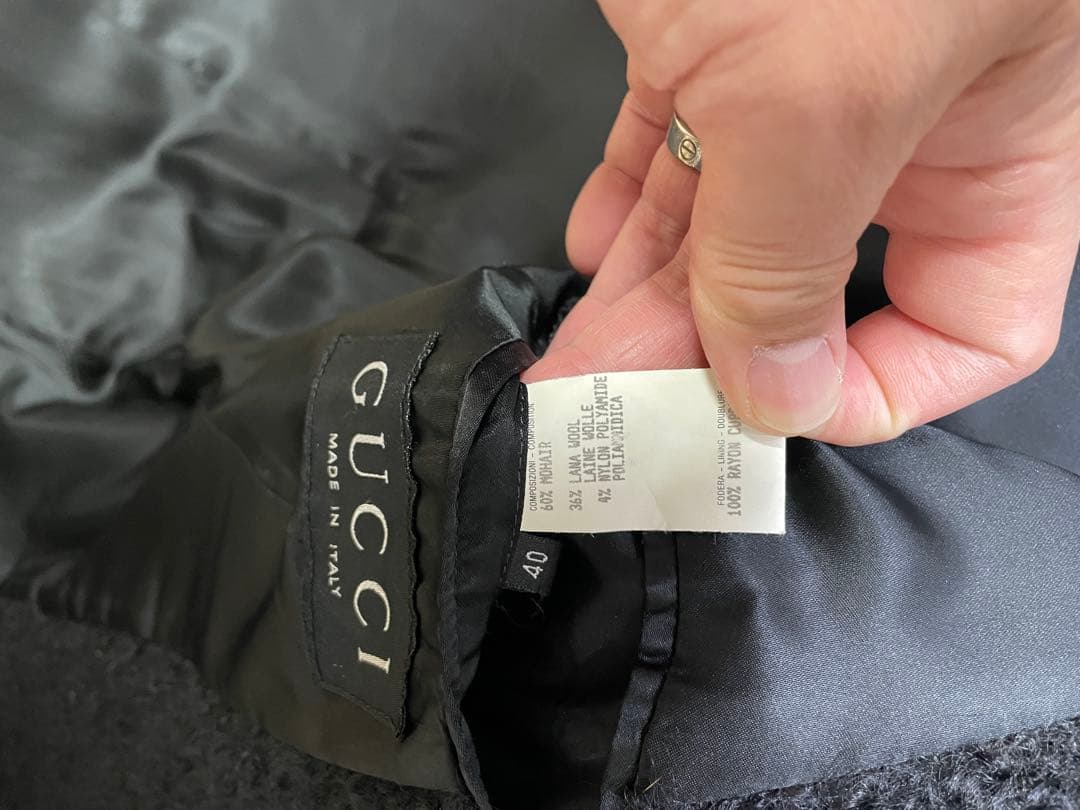 GUCCI
MADE IN ITALY
40
COMPOSIZIONI - COMPOSITION
60% MOHAIR
36% LANA WOOL
LAINE WOLLE
4% NYLON POLYAMIDE
POLIAMMIDICA
FODERA - LINING - DOUBLURE
100% RAYON